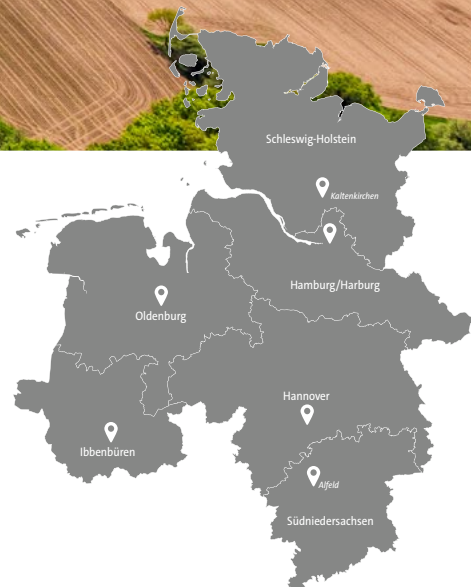 Schleswig-Holstein
Kaltenkirchen
Hamburg/Harburg
Oldenburg
Hannover
Ibbenbüren
Alfeld
Südniedersachsen